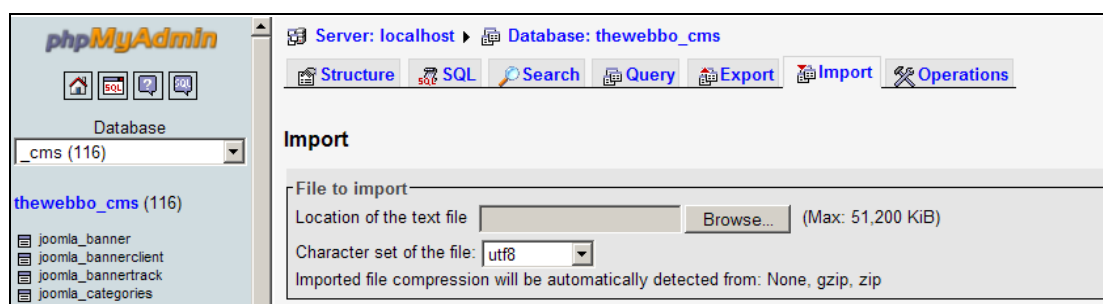 phpMyAdmin
SQL
SQL
Database
_cms (116)
thewebbo_cms (116)
joomla_banner
joomla_bannerclient
joomla_bannertrack
joomla_categories
Server: localhost ▸ Database: thewebbo_cms
Structure SQL Search Query Export Import Operations
Import
File to import
Location of the text file Browse... (Max: 51,200 KiB)
Character set of the file: utf8
Imported file compression will be automatically detected from: None, gzip, zip